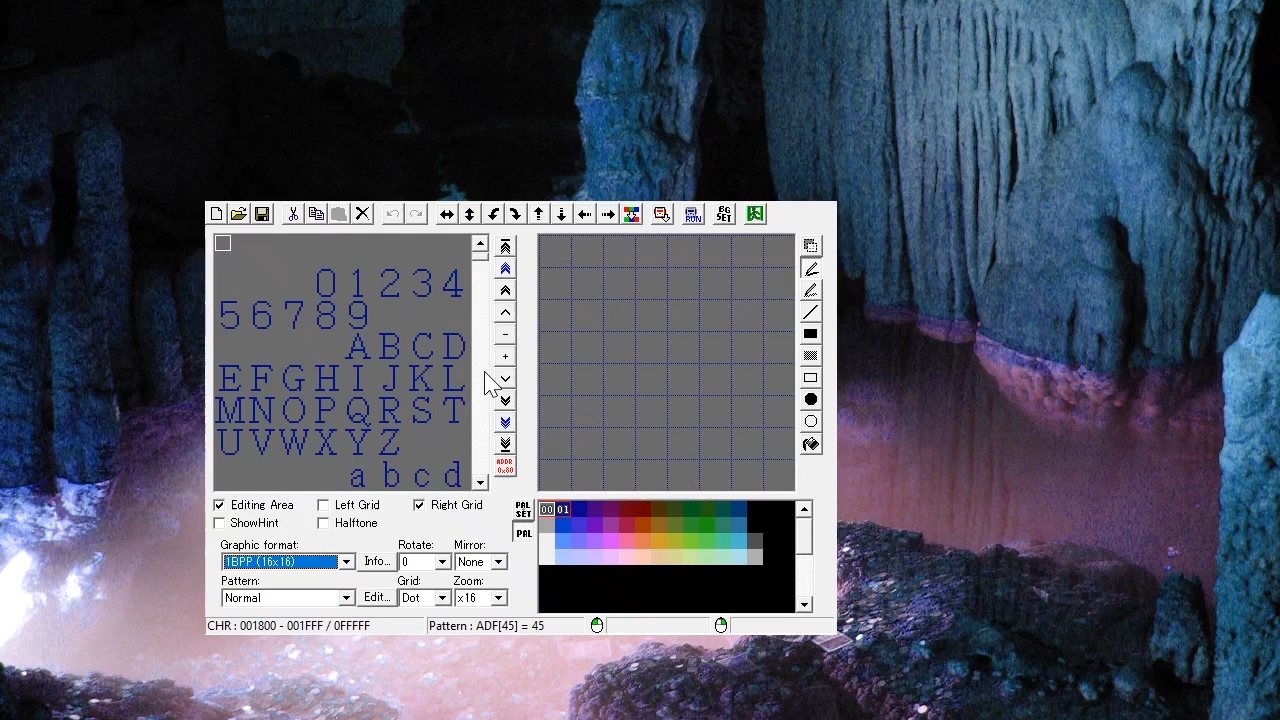 RUN
BG
SET
0 1 2 3 4
5 6 7 8 9
A B C D
E F G H I J K L
M N O P Q R S T
U V W X Y Z
a b c d
-
+
ADDR
0x80
Editing Area
Left Grid
Right Grid
ShowHint
Halftone
PAL
SET
PAL
00 01
Graphic format:
Rotate:
Mirror:
1BPP (16x16)
Info...
0
None
Pattern:
Grid:
Zoom:
Normal
Edit...
Dot
x16
CHR : 001800 - 001FFF / 0FFFFF
Pattern : ADF[45] = 45